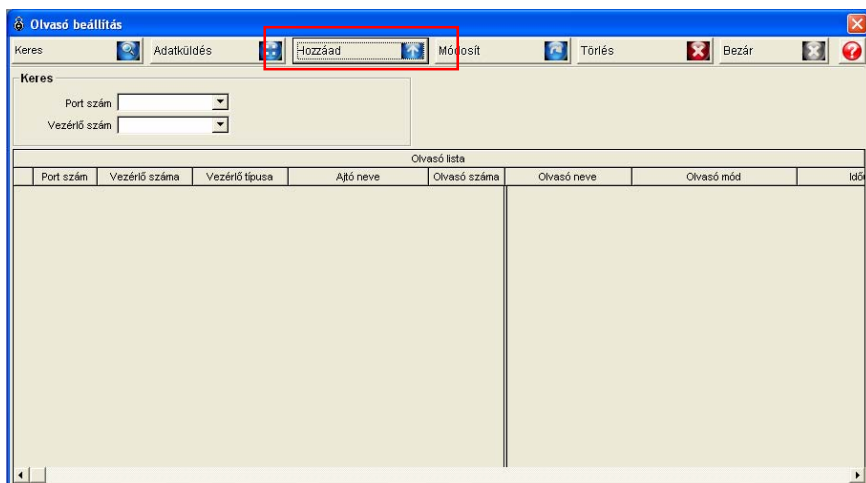 Olvasó beállítás
Keres Adatküldés Hozzáad Módosít Törlés Bezár
Keres
Port szám
Vezérlő szám
Olvasó lista
Port szám Vezérlő száma Vezérlő típusa Ajtó neve Olvasó száma Olvasó neve Olvasó mód